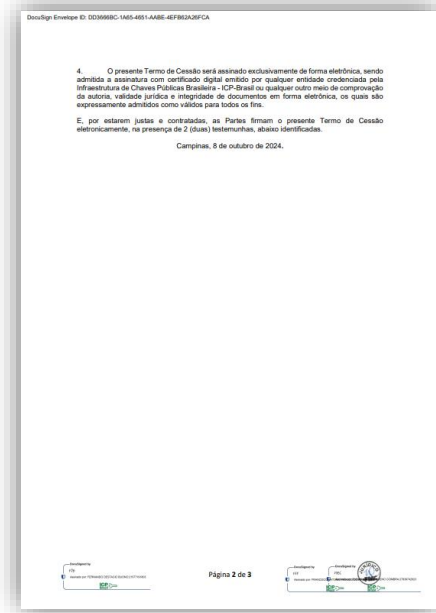 DocuSign Envelope ID: DD3666BC-1A65-4651-AABE-4EFB62A26FCA
4. O presente Termo de Cessão será assinado exclusivamente de forma eletrônica, sendo
admitida a assinatura com certificado digital emitido por qualquer entidade credenciada pela
Infraestrutura de Chaves Públicas Brasileira - ICP-Brasil ou qualquer outro meio de comprovação
da autoria, validade jurídica e integridade de documentos em forma eletrônica, os quais são
expressamente admitidos como válidos para todos os fins.
E, por estarem justas e contratadas, as Partes firmam o presente Termo de Cessão
eletronicamente, na presença de 2 (duas) testemunhas, abaixo identificadas.
Campinas, 8 de outubro de 2024.
Página 2 de 3